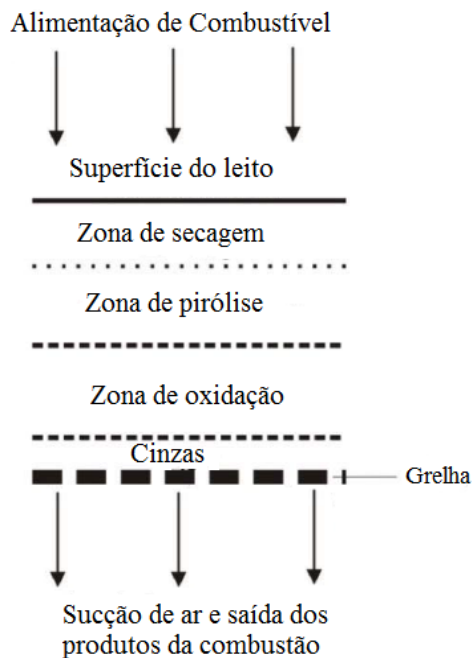 Alimentação de Combustível
Superfície do leito
Zona de secagem
Zona de pirólise
Zona de oxidação
Cinzas
Grelha
Sucção de ar e saída dos
produtos da combustão